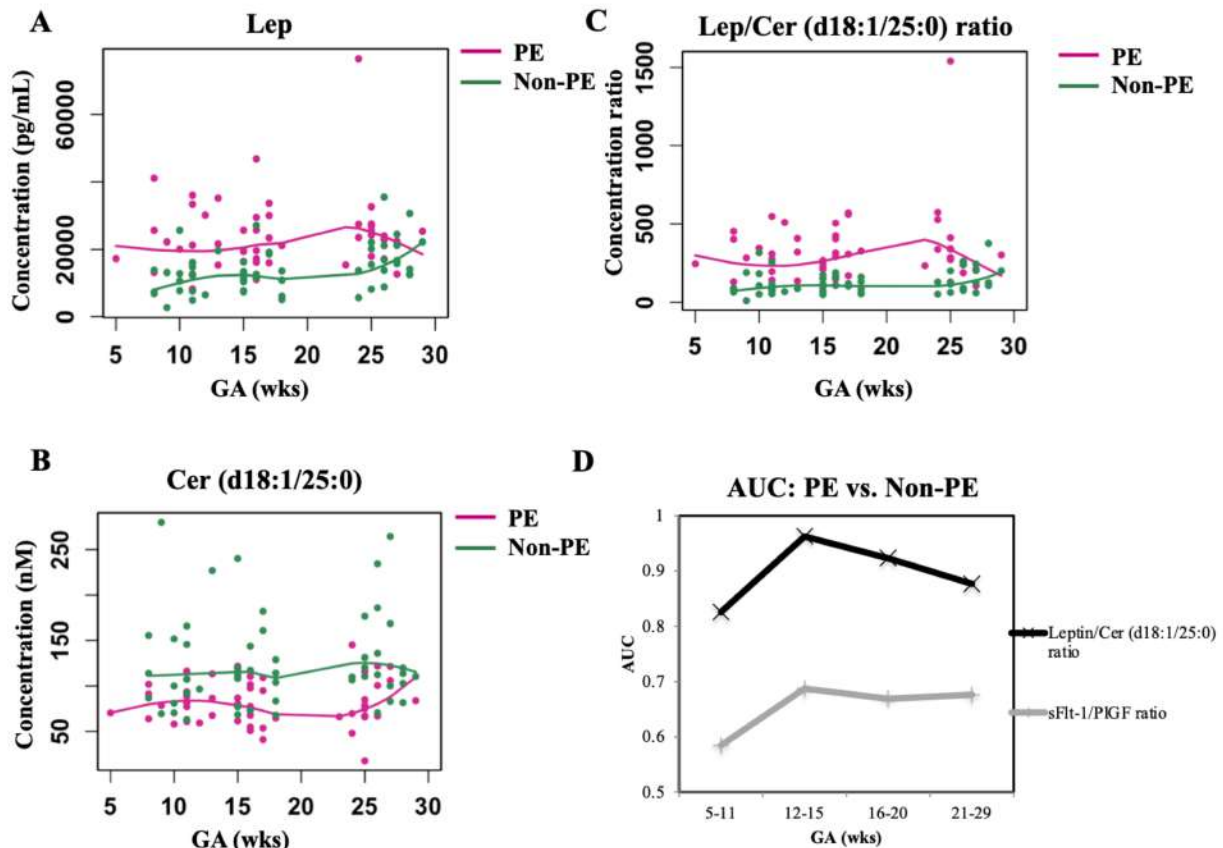 A
Lep
PE
Non-PE
Concentration (pg/mL)
0
20000
60000
5 10 15 20 25 30
GA (wks)
C
Lep/Cer (d18:1/25:0) ratio
PE
Non-PE
Concentration ratio
0 500 1000 1500
5 10 15 20 25 30
GA (wks)
B
Cer (d18:1/25:0)
PE
Non-PE
Concentration (nM)
50 150 250
5 10 15 20 25 30
GA (wks)
D
AUC: PE vs. Non-PE
AUC
1
0.9
0.8
0.7
0.6
0.5
5-11 12-15 16-20 21-29
GA (wks)
Leptin/Cer (d18:1/25:0)
ratio
sFlt-1/PlGF ratio